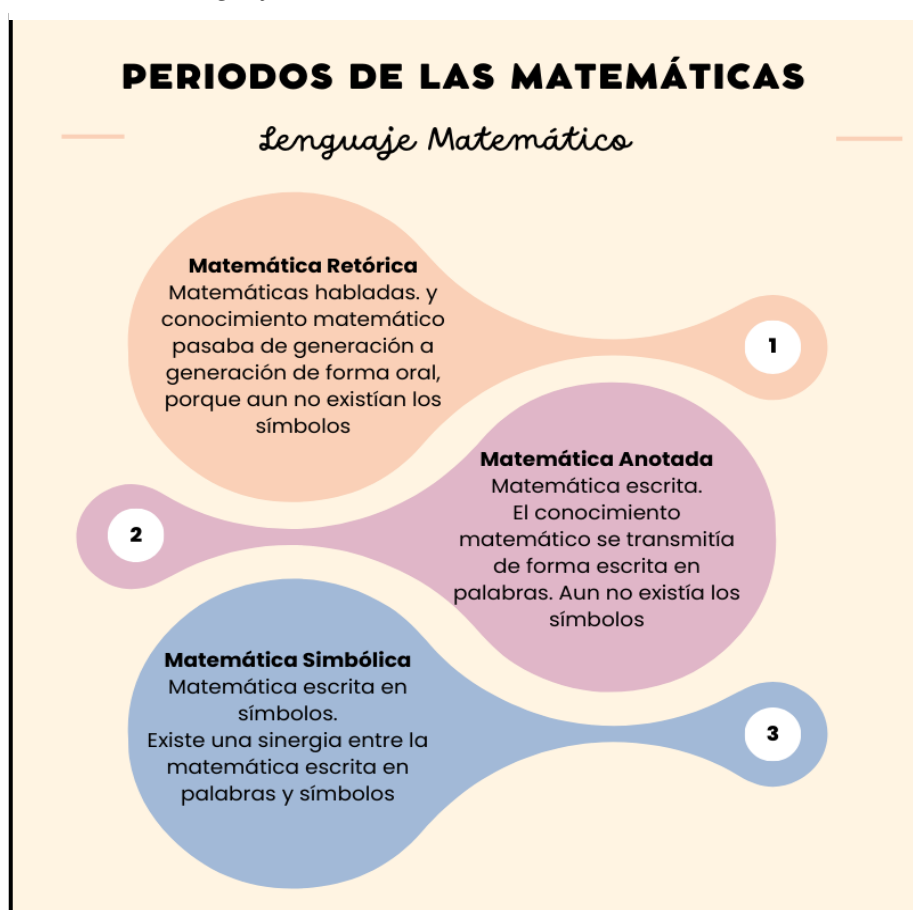 PERIODOS DE LAS MATEMÁTICAS
Lenguaje Matemático
Matemática Retórica
Matemáticas habladas. y
conocimiento matemático
pasaba de generación a
generación de forma oral,
porque aun no existían los
símbolos
1
Matemática Anotada
Matemática escrita.
El conocimiento
matemático se transmitía
de forma escrita en
palabras. Aun no existía los
símbolos
2
Matemática Simbólica
Matemática escrita en
símbolos.
Existe una sinergia entre la
matemática escrita en
palabras y símbolos
3